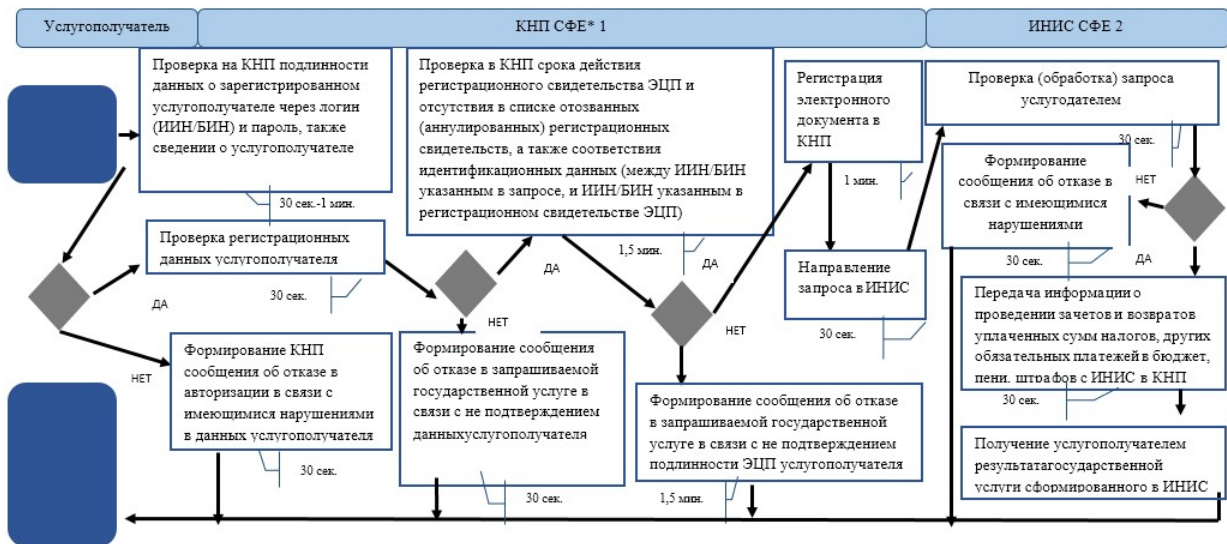 Услугополучатель
КНП СФЕ* 1
ИНИС СФЕ 2
Проверка на КНП подлинности
данных о зарегистрированном
услугополучателе через логин
(ИИН/БИН) и пароль, также
сведении о услугополучателе
30 сек.-1 мин.
Проверка регистрационных
данных услугополучателя
30 сек.
ДА
НЕТ
Формирование КНП
сообщения об отказе в
авторизации в связи с
имеющимися нарушениями
в данных услугополучателя
30 сек.
Проверка в КНП срока действия
регистрационного свидетельства ЭЦП и
отсутствия в списке отозванных
(аннулированных) регистрационных
свидетельств, а также соответствия
идентификационных данных (между ИИН/БИН
указанным в запросе, и ИИН/БИН указанным в
регистрационном свидетельстве ЭЦП)
1,5 мин.
ДА
НЕТ
Формирование сообщения
об отказе в запрашиваемой
государственной услуге в
связи с не подтверждением
данныхуслугополучателя
30 сек.
ДА
НЕТ
Формирование сообщения об отказе
в запрашиваемой государственной
услуге в связи с не подтверждением
подлинности ЭЦП услугополучателя
1,5 мин.
Регистрация
электронного
документа в
КНП
1 мин.
Направление
запроса в ИНИС
30 сек.
Проверка (обработка) запроса
услугодателем
30 сек.
Формирование
сообщения об отказе в
связи с имеющимися
нарушениями
30 сек.
НЕТ
ДА
Передача информации о
проведении зачетов и возвратов
уплаченных сумм налогов, других
обязательных платежей в бюджет,
пени, штрафов с ИНИС в КНП
30 сек.
Получение услугополучателем
результатагосударственной
услуги сформированного в ИНИС